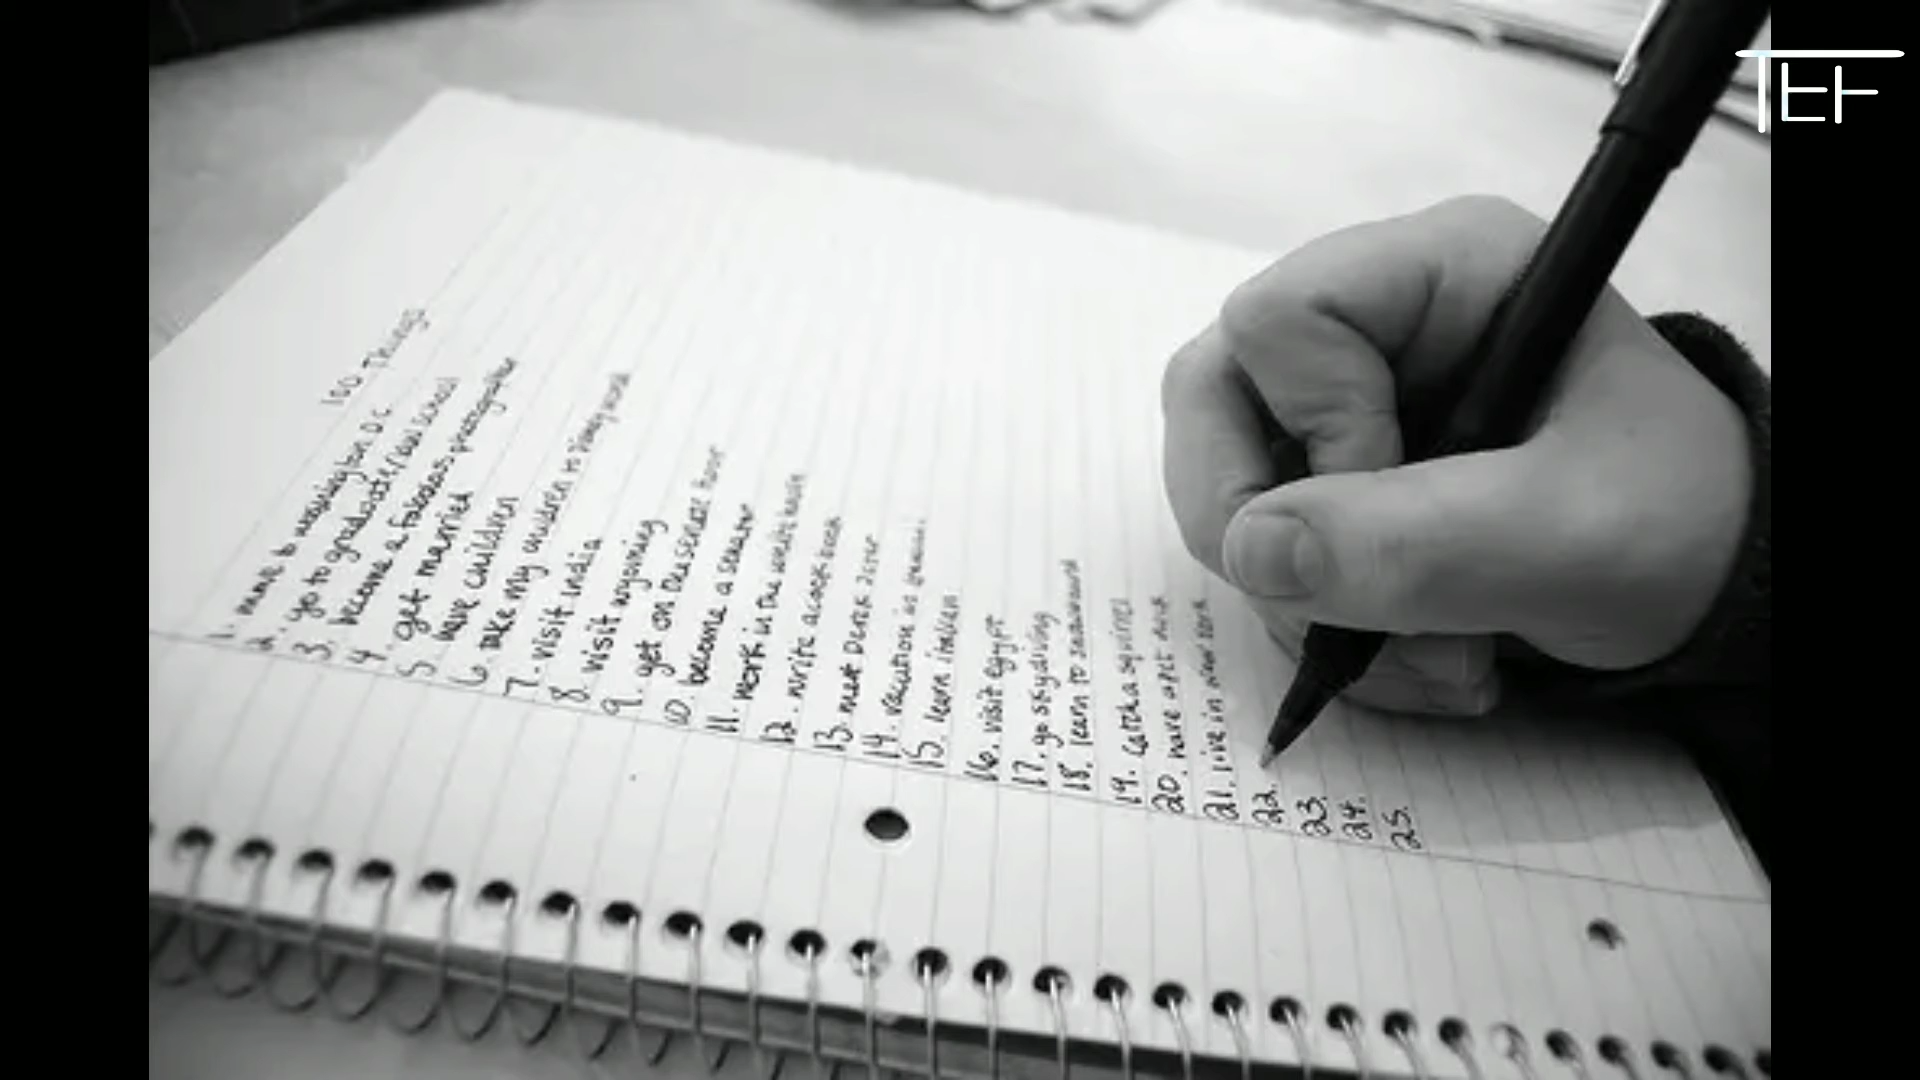 100 Things
1. move to washington D.C.
2. go to graduate/law school
3. become a fabulous photographer
4. get married
5. have children
6. take my children to disney world
7. visit India
8. visit wyoming
9. get on the senate floor
10. become a senator
11. work in the white house
12. write a cook book
13. meet Derek Jeter
14. vacation in
15. learn Italian
16. visit egypt
17. go skydiving
18. learn to
19. catch a squirrel
20. have a pet
21. live in new york
22.
23.
24.
25.
TEF